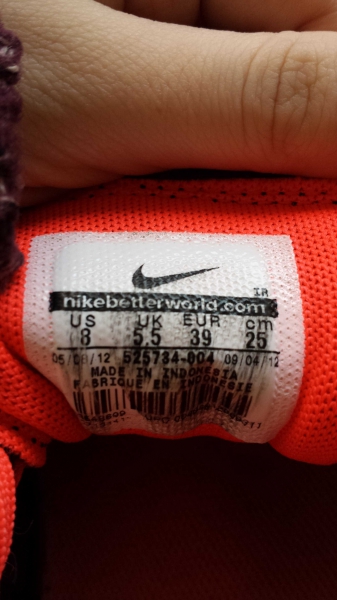 IR
nikebetterworld.com
US UK EUR cm
8 5.5 39 25
05/08/12 525734-004 09/04/12
MADE IN INDONESIA
FABRIQUE EN INDONESIE